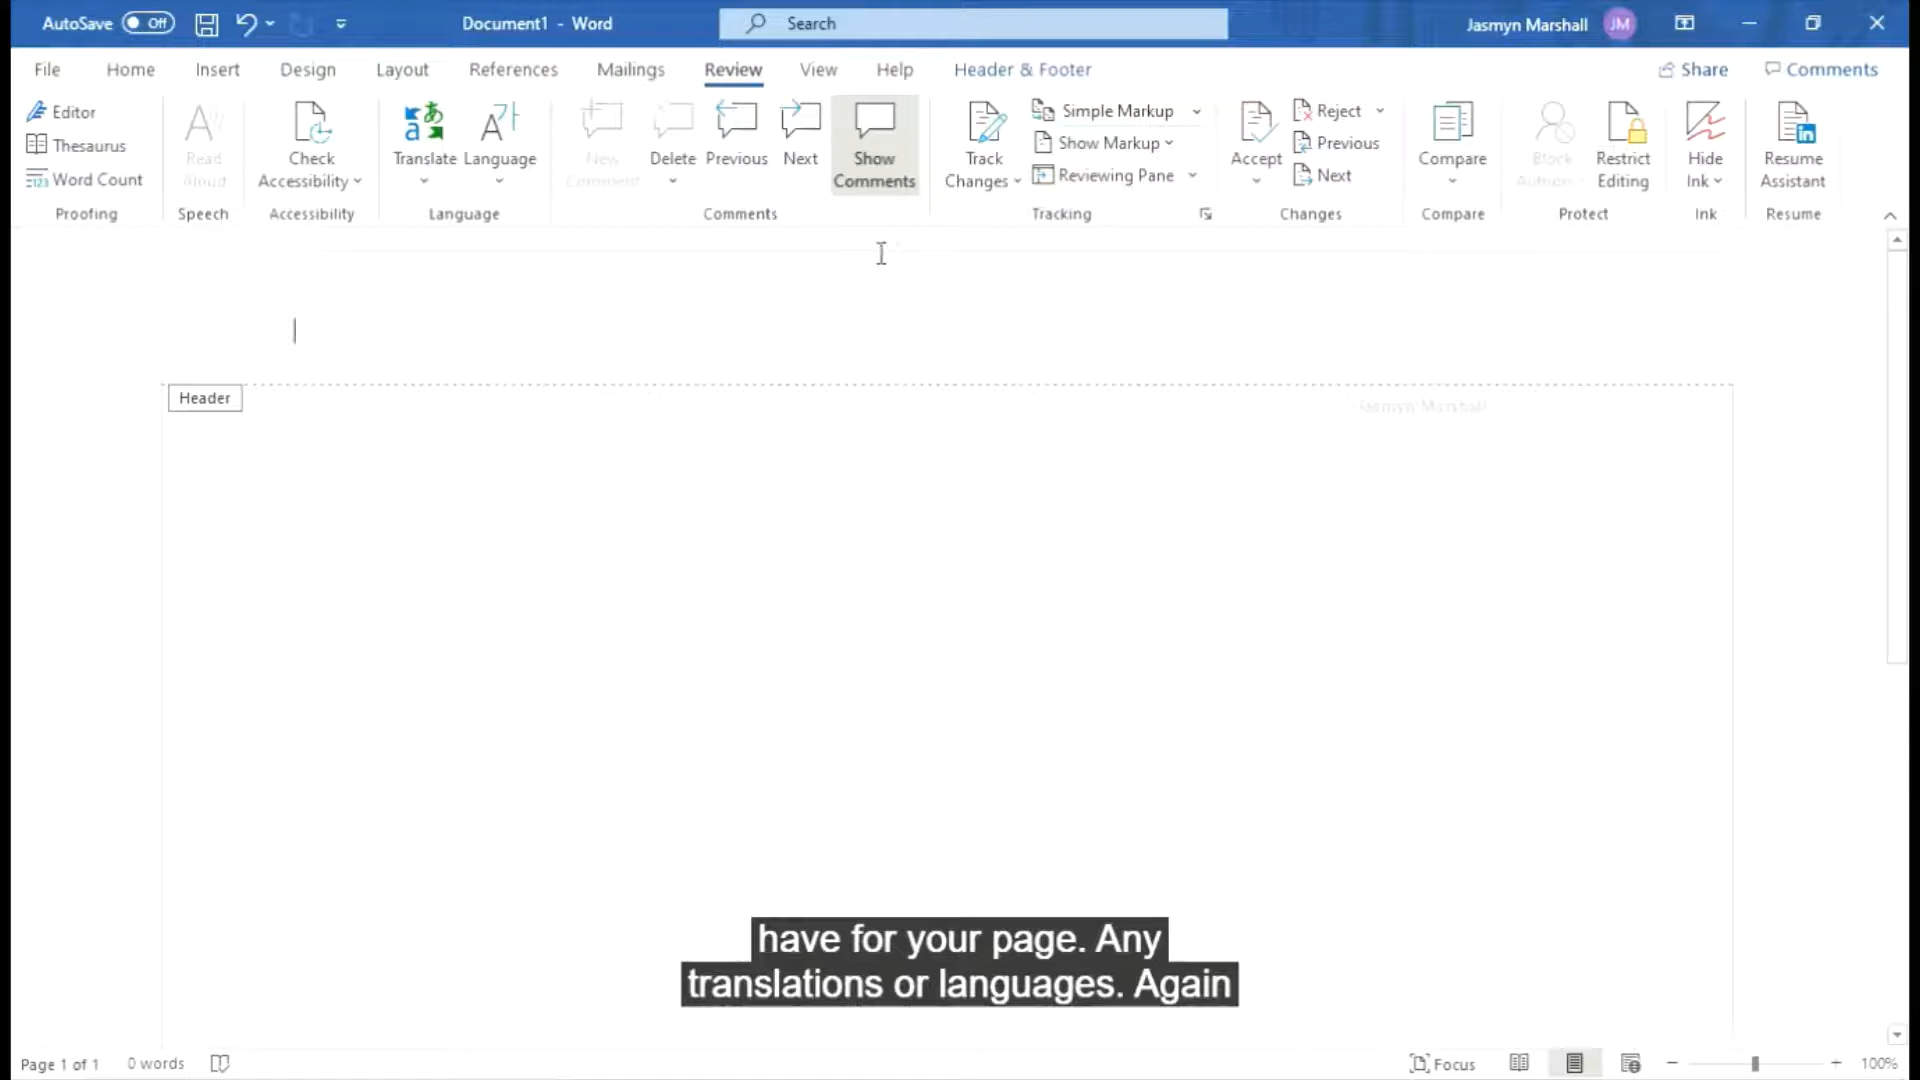 AutoSave Off Document1 - Word Search Jasmyn Marshall JM
File Home Insert Design Layout References Mailings Review View Help Header & Footer Share Comments
Editor
Thesaurus
Word Count
Proofing
Read
Aloud
Speech
Check
Accessibility
Accessibility
Translate
Language
Language
New
Comment
Delete
Previous
Next
Show
Comments
Comments
Track
Changes
Simple Markup
Show Markup
Reviewing Pane
Tracking
Accept
Reject
Previous
Next
Changes
Compare
Compare
Block
Authors
Restrict
Editing
Protect
Hide
Ink
Ink
Resume
Assistant
Resume
Header
Jasmyn Marshall
have for your page. Any
translations or languages. Again
Page 1 of 1 0 words Focus 100%